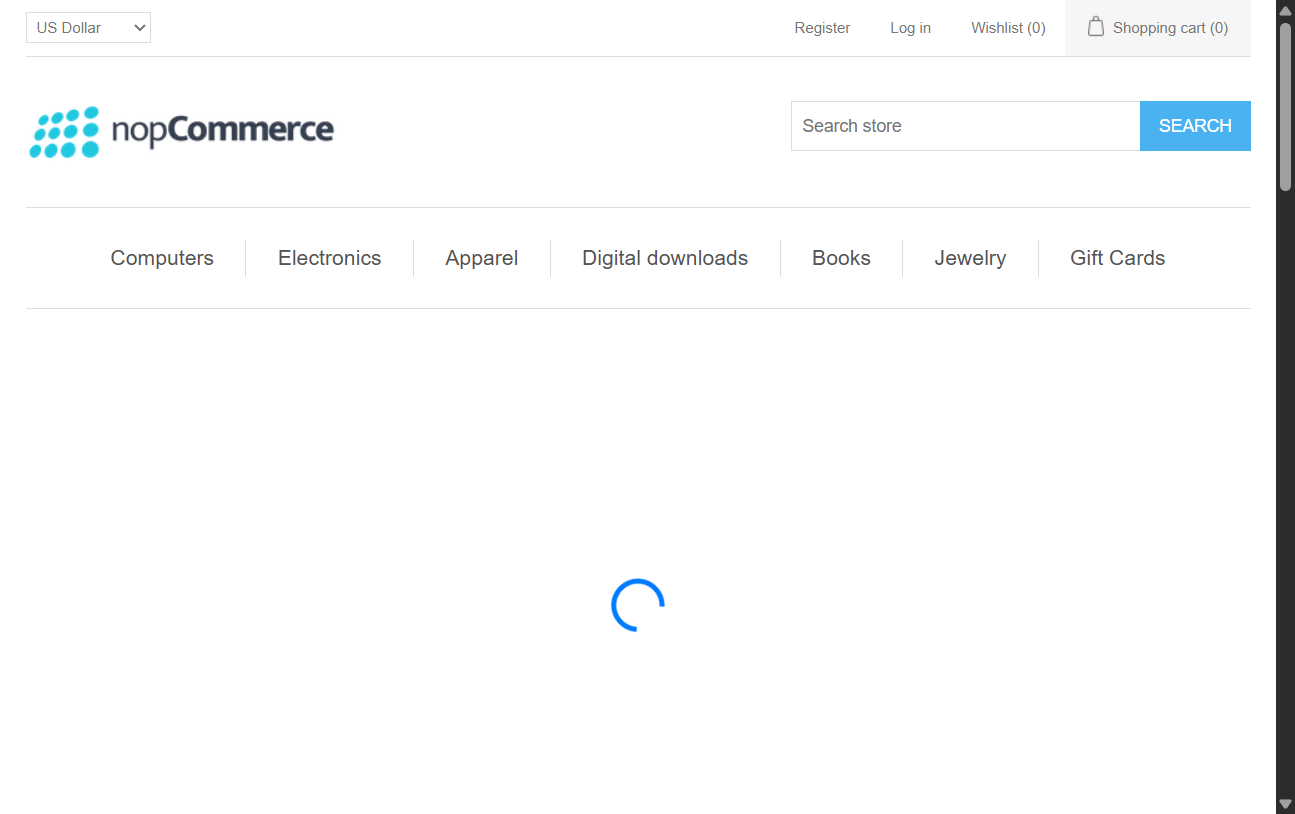 US Dollar
Register
Log in
Wishlist (0)
Shopping cart (0)
nopCommerce
Search store
SEARCH
Computers
Electronics
Apparel
Digital downloads
Books
Jewelry
Gift Cards